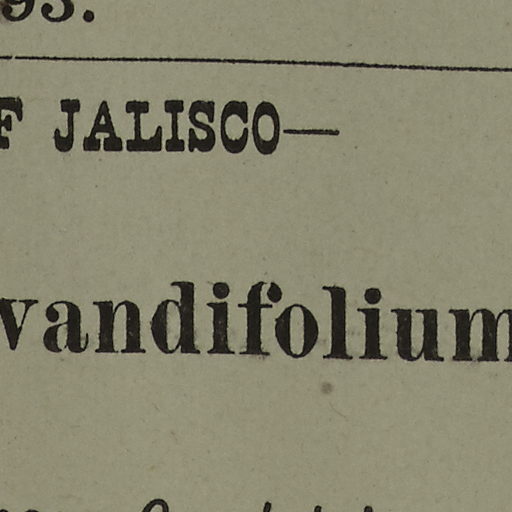 93.
F JALISCO—
vandifolium